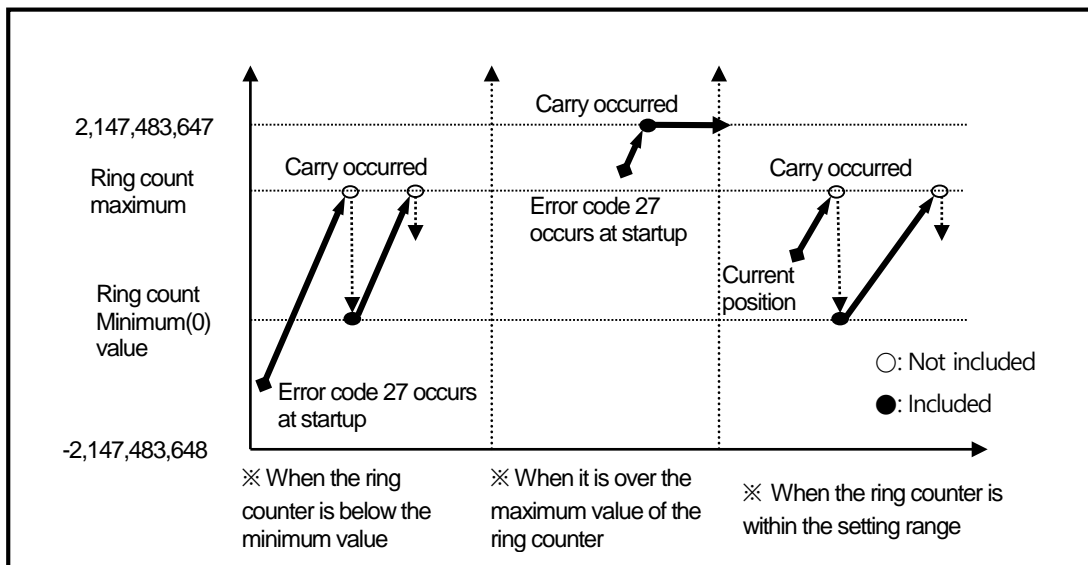 2,147,483,647
Ring count
maximum
Ring count
Minimum(0)
value
-2,147,483,648
Carry occurred
Error code 27 occurs
at startup
Carry occurred
Error code 27
occurs at startup
Carry occurred
Current
position
○: Not included
●: Included
※ When the ring
counter is below the
minimum value
※ When it is over the
maximum value of the
ring counter
※ When the ring counter is
within the setting range